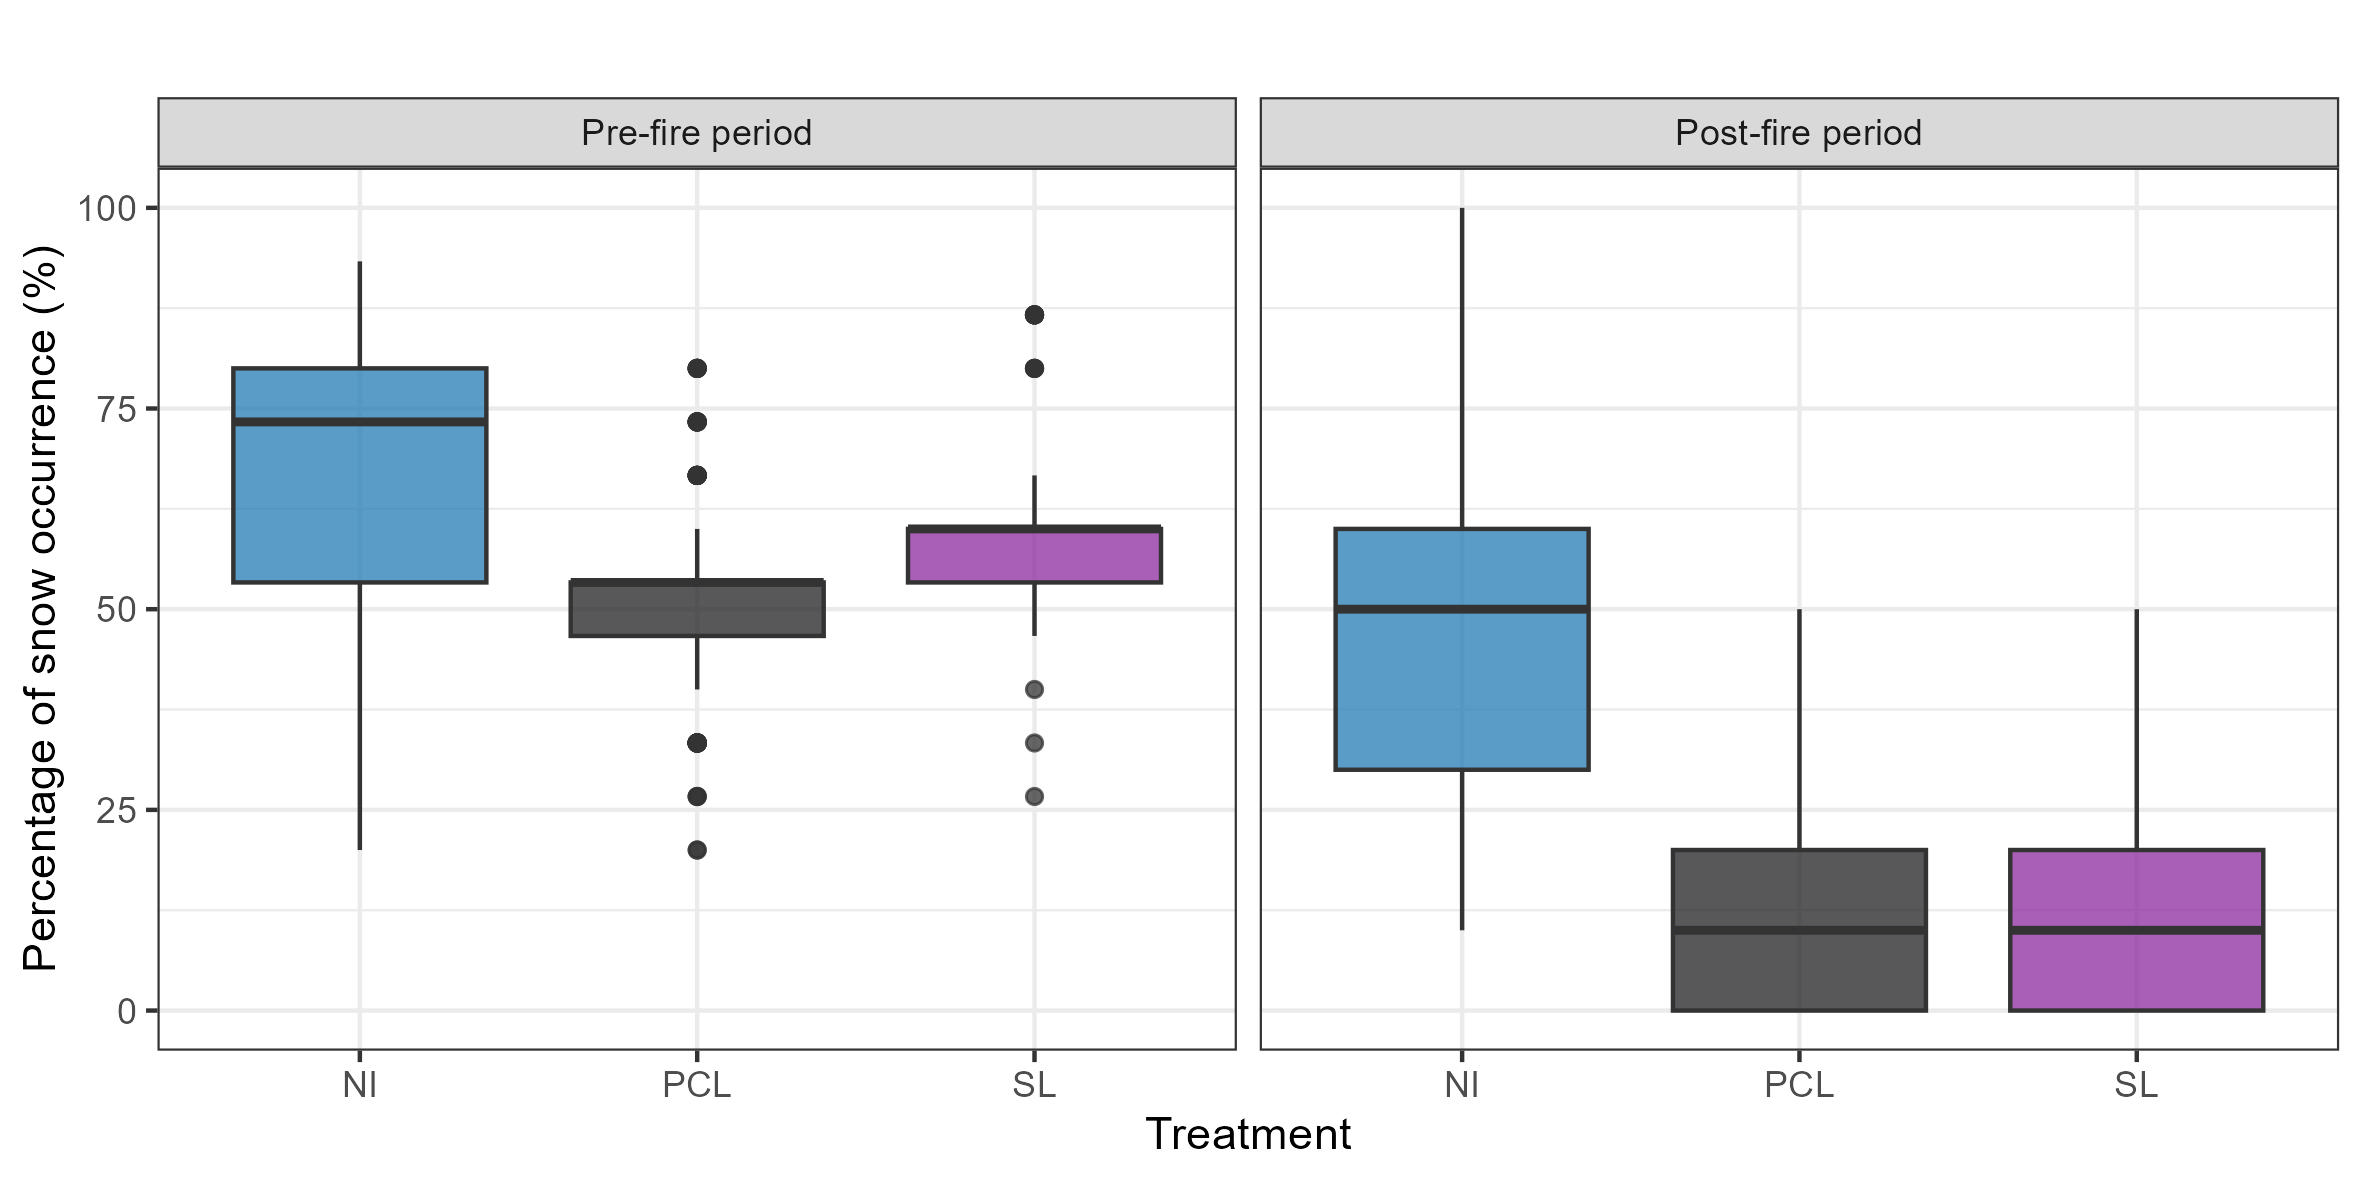 Pre-fire period
Post-fire period
Percentage of snow occurrence (%)
100
75
50
25
0
NI
PCL
SL
NI
PCL
SL
Treatment